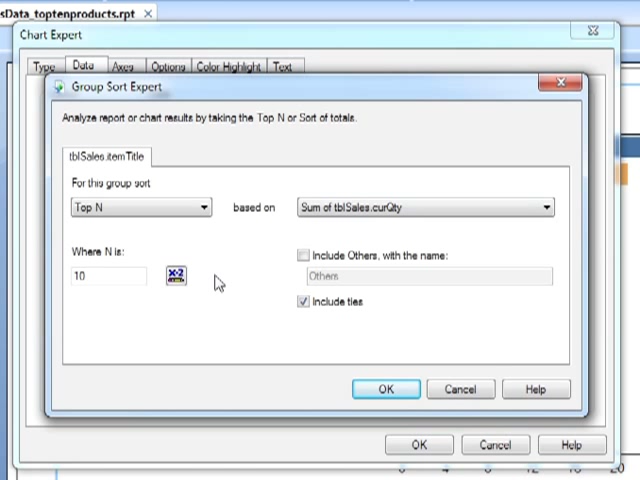 sData_toptenproducts.rpt
Chart Expert
Type Data Axes Options Color Highlight Text
Group Sort Expert
Analyze report or chart results by taking the Top N or Sort of totals.
tblSales.itemTitle
For this group sort
Top N based on Sum of tblSales.curQty
Where N is: Include Others, with the name:
10 X-2 Others
Include ties
OK Cancel Help
OK Cancel Help
20